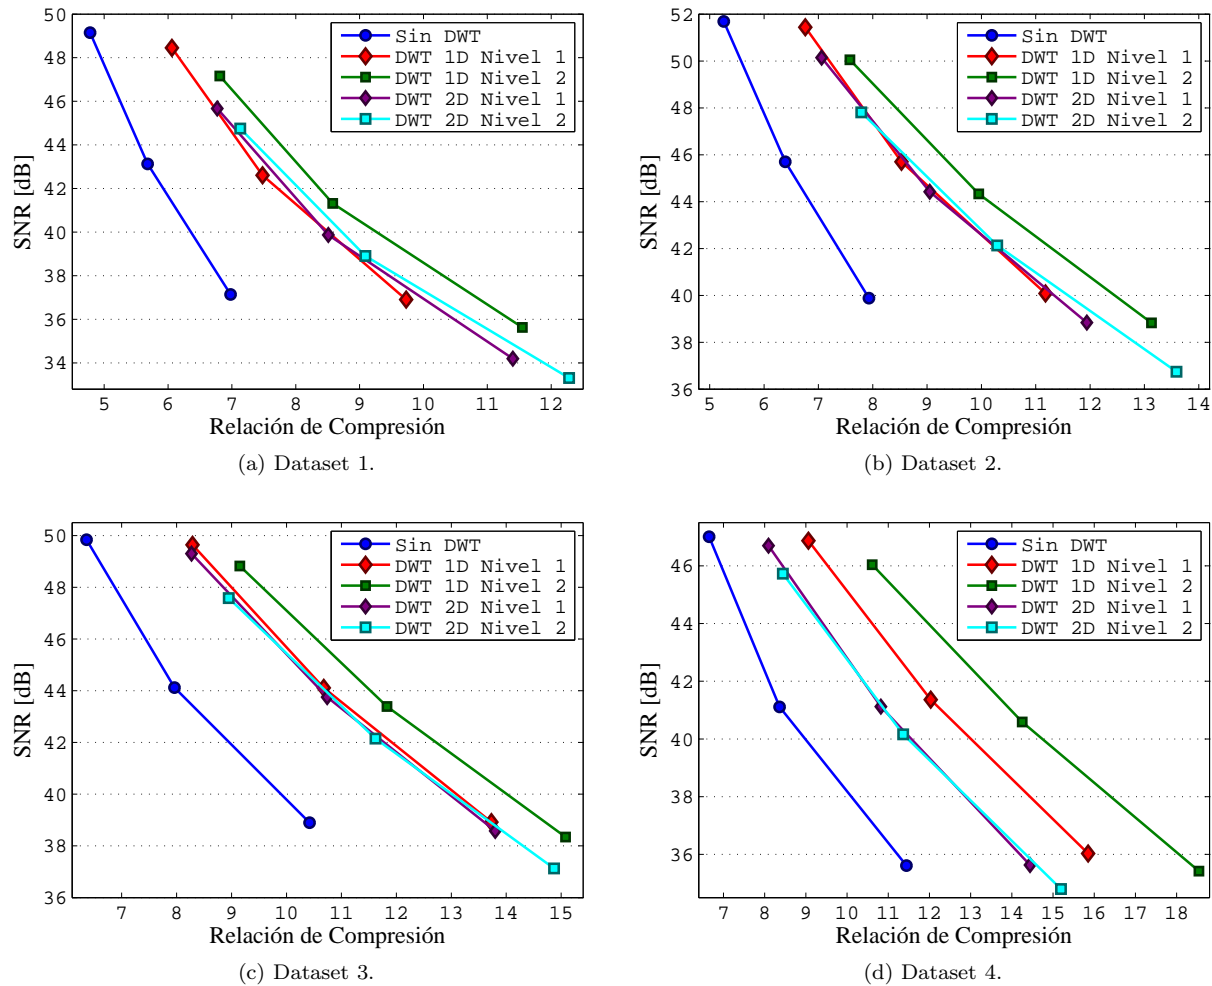 50
48
46
44
42
40
38
36
34
SNR [dB]
Sin DWT
DWT 1D Nivel 1
DWT 1D Nivel 2
DWT 2D Nivel 1
DWT 2D Nivel 2
5 6 7 8 9 10 11 12
Relación de Compresión
(a) Dataset 1.
52
50
48
46
44
42
40
38
36
SNR [dB]
Sin DWT
DWT 1D Nivel 1
DWT 1D Nivel 2
DWT 2D Nivel 1
DWT 2D Nivel 2
5 6 7 8 9 10 11 12 13 14
Relación de Compresión
(b) Dataset 2.
50
48
46
44
42
40
38
36
SNR [dB]
Sin DWT
DWT 1D Nivel 1
DWT 1D Nivel 2
DWT 2D Nivel 1
DWT 2D Nivel 2
7 8 9 10 11 12 13 14 15
Relación de Compresión
(c) Dataset 3.
46
44
42
40
38
36
SNR [dB]
Sin DWT
DWT 1D Nivel 1
DWT 1D Nivel 2
DWT 2D Nivel 1
DWT 2D Nivel 2
7 8 9 10 11 12 13 14 15 16 17 18
Relación de Compresión
(d) Dataset 4.